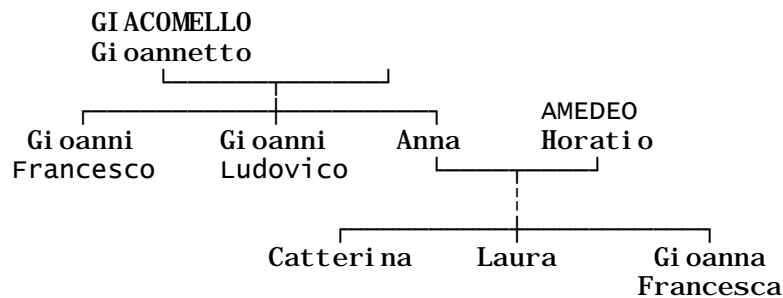 GIACOMELLO
Gioannetto
AMEDEO
Gioanni Gioanni Anna Horatio
Francesco Ludovico
Catterina Laura Gioanna
Francesca